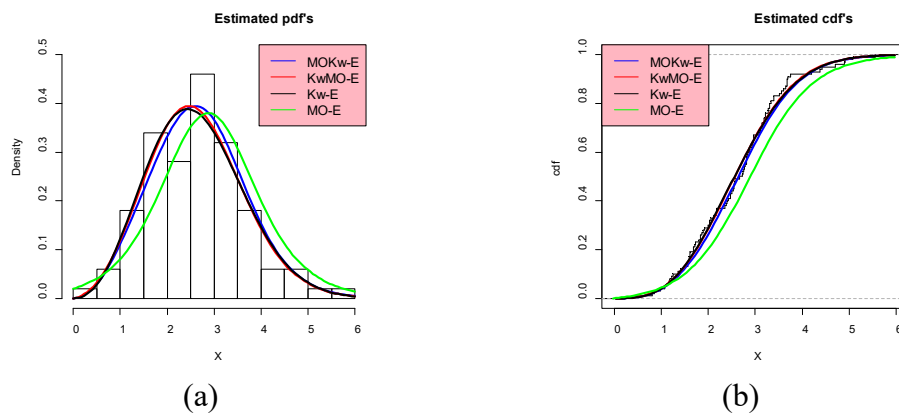 Estimated pdf's
MOKw-E
KwMO-E
Kw-E
MO-E
Density
0.0 0.1 0.2 0.3 0.4 0.5
0 1 2 3 4 5 6
X
(a)
Estimated cdf's
MOKw-E
KwMO-E
Kw-E
MO-E
cdf
0.0 0.2 0.4 0.6 0.8 1.0
0 1 2 3 4 5 6
X
(b)